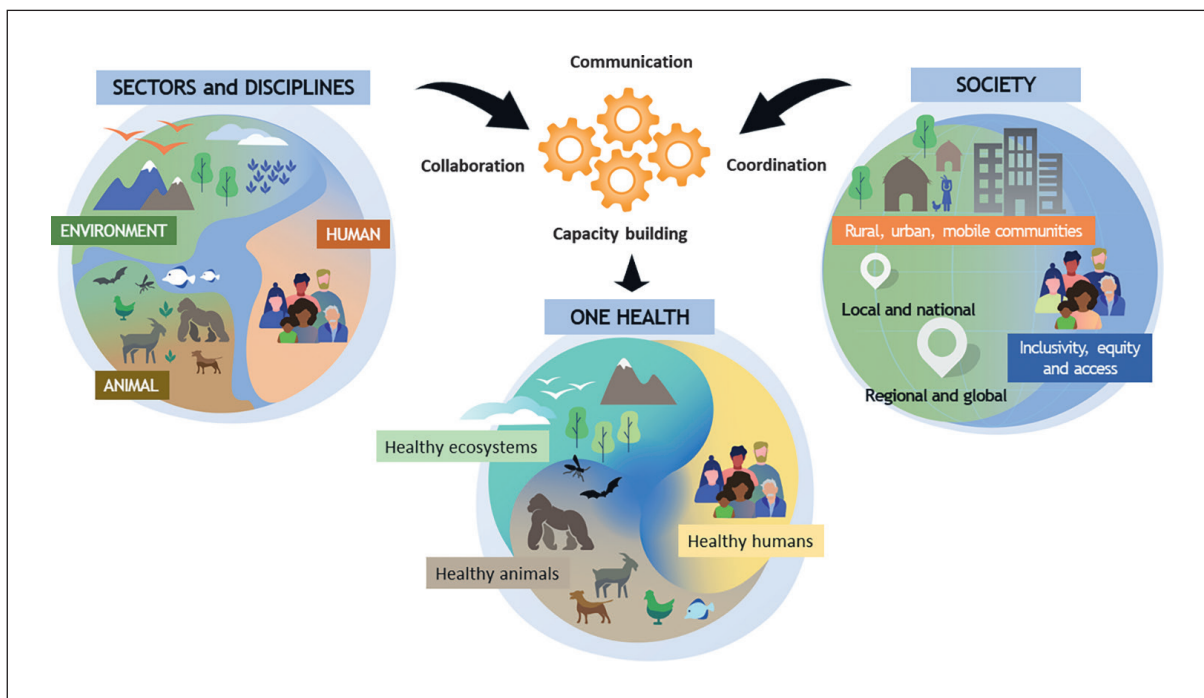 SECTORS and DISCIPLINES
ENVIRONMENT
HUMAN
ANIMAL
Communication
Collaboration
Coordination
Capacity building
SOCIETY
Rural, urban, mobile communities
Local and national
Inclusivity, equity
and access
Regional and global
ONE HEALTH
Healthy ecosystems
Healthy humans
Healthy animals